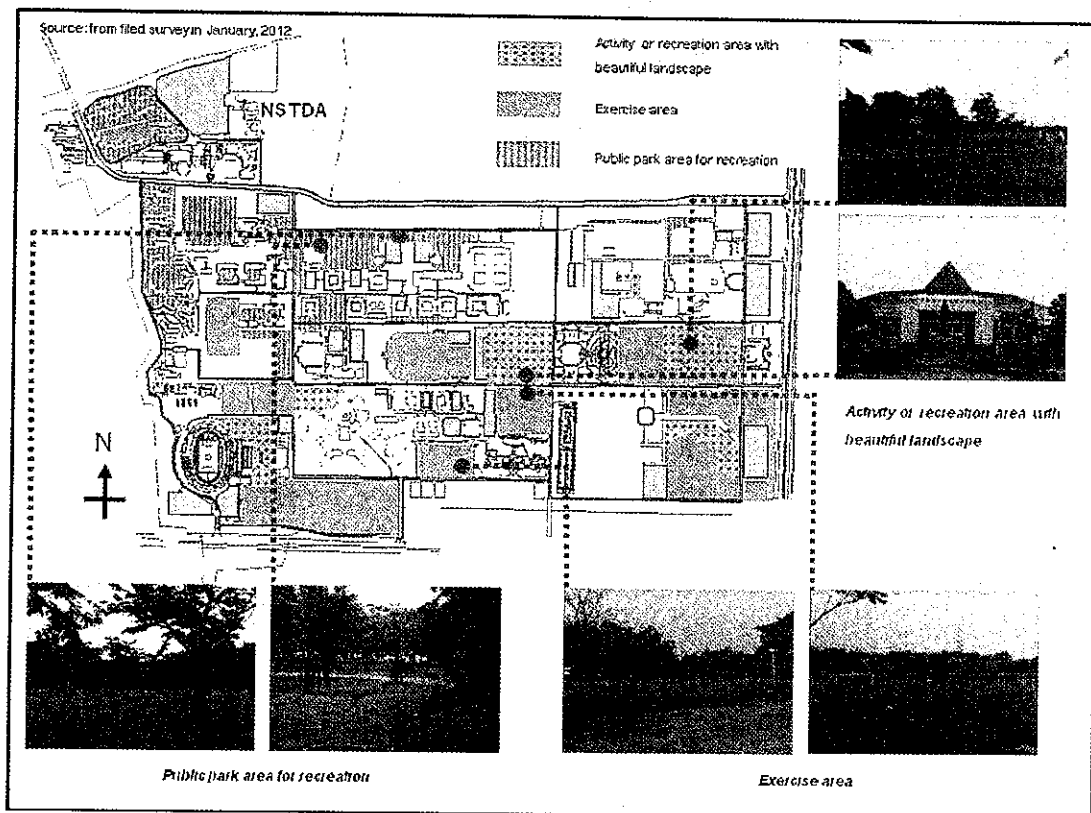 Source: from filed survey in January, 2012
Activity or recreation area with
beautiful landscape
Exercise area
Public park area for recreation
NSTDA
N
Activity or recreation area with
beautiful landscape
Public park area for recreation
Exercise area